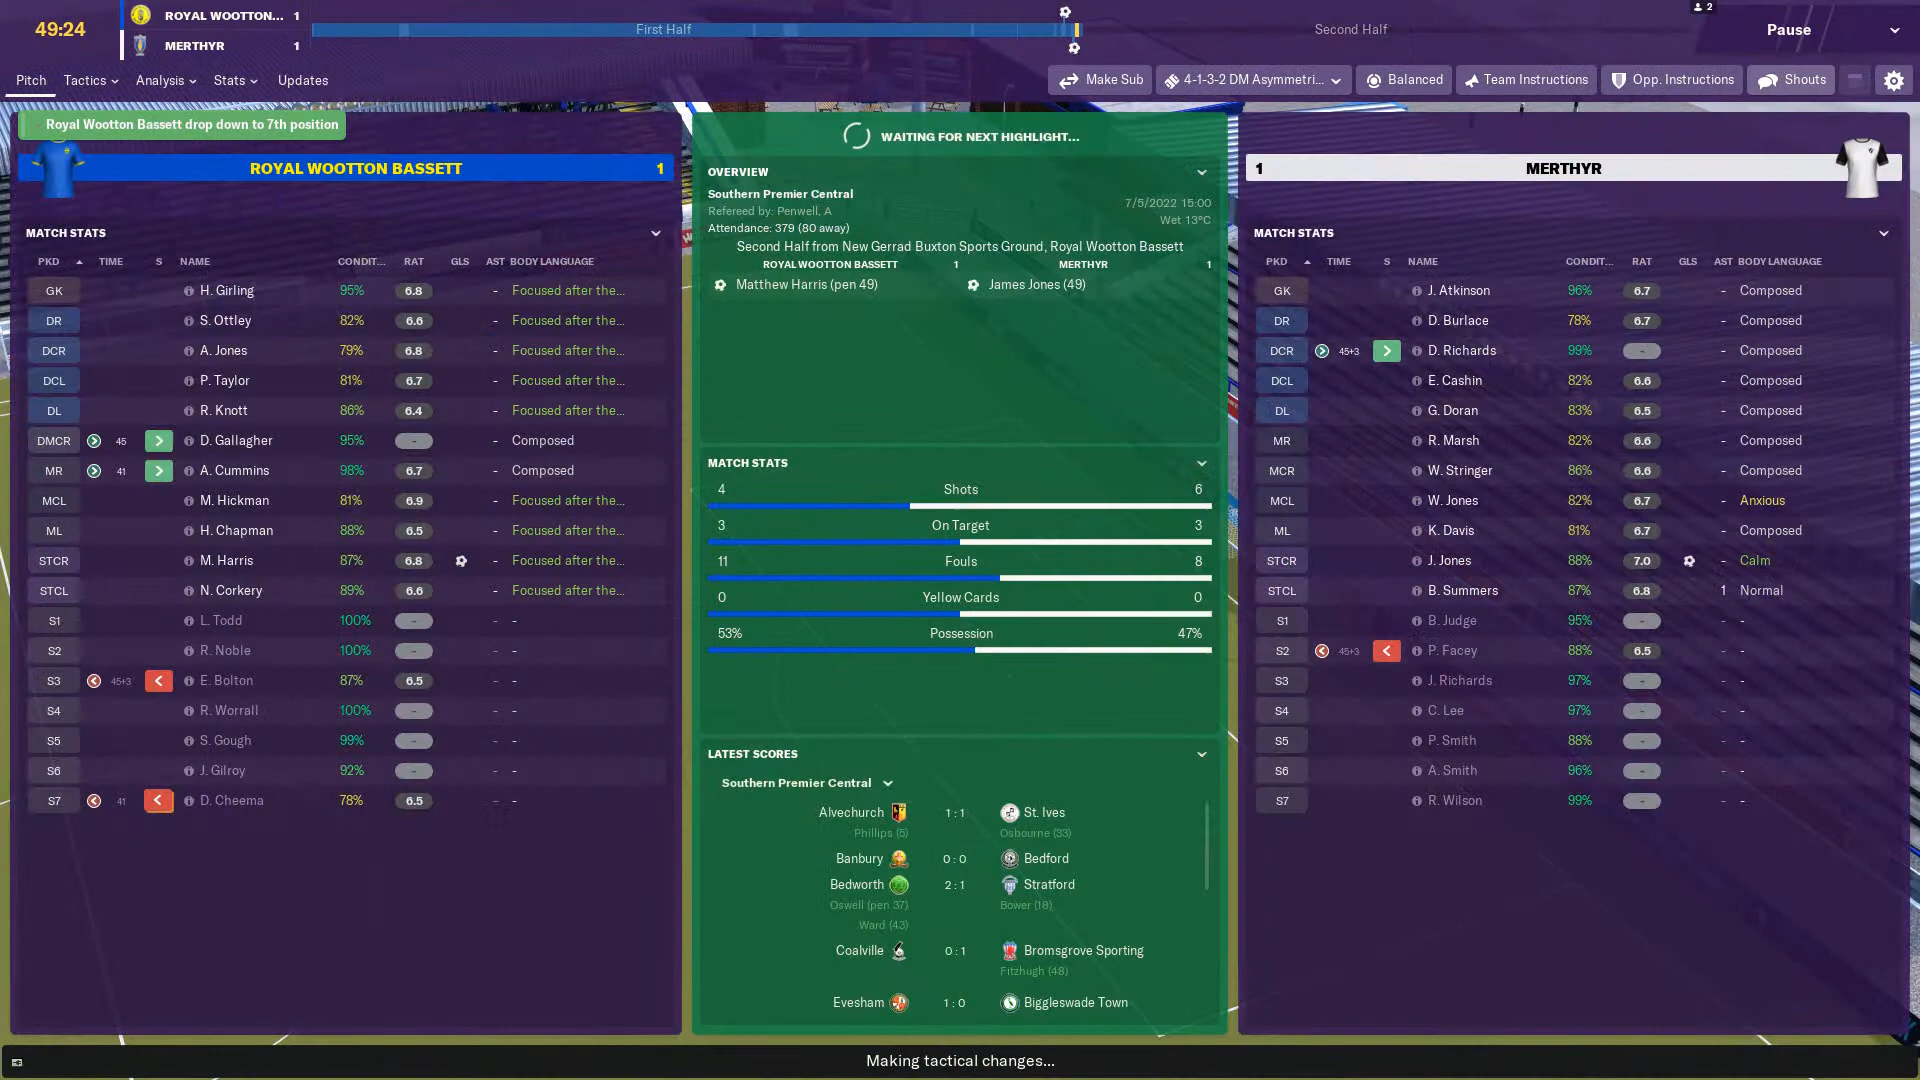 49:24
ROYAL WOOTTON... 1
MERTHYR 1
First Half
Second Half
2
Pause
Pitch Tactics Analysis Stats Updates
Make Sub 4-1-3-2 DM Asymmetri... Balanced Team Instructions Opp. Instructions Shouts
Royal Wootton Bassett drop down to 7th position
ROYAL WOOTTON BASSETT 1
MATCH STATS
PKD TIME S NAME CONDIT... RAT GLS AST BODY LANGUAGE
GK H. Girling 95% 6.8 - Focused after the...
DR S. Ottley 82% 6.6 - Focused after the...
DCR A. Jones 79% 6.8 - Focused after the...
DCL P. Taylor 81% 6.7 - Focused after the...
DL R. Knott 86% 6.4 - Focused after the...
DMCR 45 D. Gallagher 95% - - Composed
MR 41 A. Cummins 98% 6.7 - Composed
MCL M. Hickman 81% 6.9 - Focused after the...
ML H. Chapman 88% 6.5 - Focused after the...
STCR M. Harris 87% 6.8 - Focused after the...
STCL N. Corkery 89% 6.6 - Focused after the...
S1 L. Todd 100% - - -
S2 R. Noble 100% - - -
S3 45+3 E. Bolton 87% 6.5 - -
S4 R. Worrall 100% - - -
S5 S. Gough 99% - - -
S6 J. Gilroy 92% - - -
S7 41 D. Cheema 78% 6.5 - -
WAITING FOR NEXT HIGHLIGHT...
OVERVIEW
Southern Premier Central
Refereed by: Penwell, A
Attendance: 379 (80 away)
7/5/2022 15:00
Wet 13°C
Second Half from New Gerrad Buxton Sports Ground, Royal Wootton Bassett
ROYAL WOOTTON BASSETT 1 MERTHYR 1
Matthew Harris (pen 49) James Jones (49)
MATCH STATS
4 Shots 6
3 On Target 3
11 Fouls 8
0 Yellow Cards 0
53% Possession 47%
LATEST SCORES
Southern Premier Central
Alvechurch 1 : 1 St. Ives
Phillips (5) Osbourne (33)
Banbury 0 : 0 Bedford
Bedworth 2 : 1 Stratford
Oswell (pen 37) Bower (18)
Ward (43)
Coalville 0 : 1 Bromsgrove Sporting
Fitzhugh (48)
Evesham 1 : 0 Biggleswade Town
1 MERTHYR
MATCH STATS
PKD TIME S NAME CONDIT... RAT GLS AST BODY LANGUAGE
GK J. Atkinson 96% 6.7 - Composed
DR D. Burlace 78% 6.7 - Composed
DCR 45+3 D. Richards 99% - - Composed
DCL E. Cashin 82% 6.6 - Composed
DL G. Doran 83% 6.5 - Composed
MR R. Marsh 82% 6.6 - Composed
MCR W. Stringer 86% 6.6 - Composed
MCL W. Jones 82% 6.7 - Anxious
ML K. Davis 81% 6.7 - Composed
STCR J. Jones 88% 7.0 - Calm
STCL B. Summers 87% 6.8 1 Normal
S1 B. Judge 95% - - -
S2 45+3 P. Facey 88% 6.5 - -
S3 J. Richards 97% - - -
S4 C. Lee 97% - - -
S5 P. Smith 88% - - -
S6 A. Smith 96% - - -
S7 R. Wilson 99% - - -
Making tactical changes...